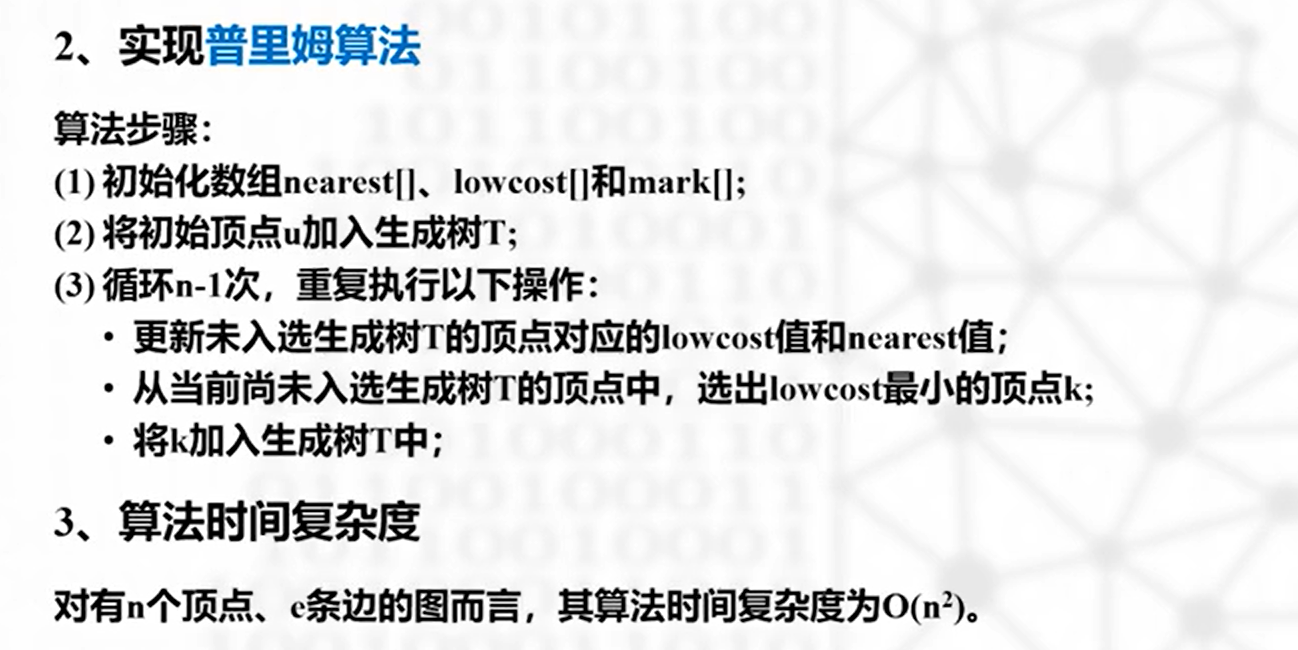 2、实现普里姆算法
算法步骤：
(1) 初始化数组nearest[]、lowcost[]和mark[];
(2) 将初始顶点u加入生成树T;
(3) 循环n-1次，重复执行以下操作：
• 更新未入选生成树T的顶点对应的lowcost值和nearest值；
• 从当前尚未入选生成树T的顶点中，选出lowcost最小的顶点k;
• 将k加入生成树T中；
3、算法时间复杂度
对有n个顶点、e条边的图而言，其算法时间复杂度为O(n²)。